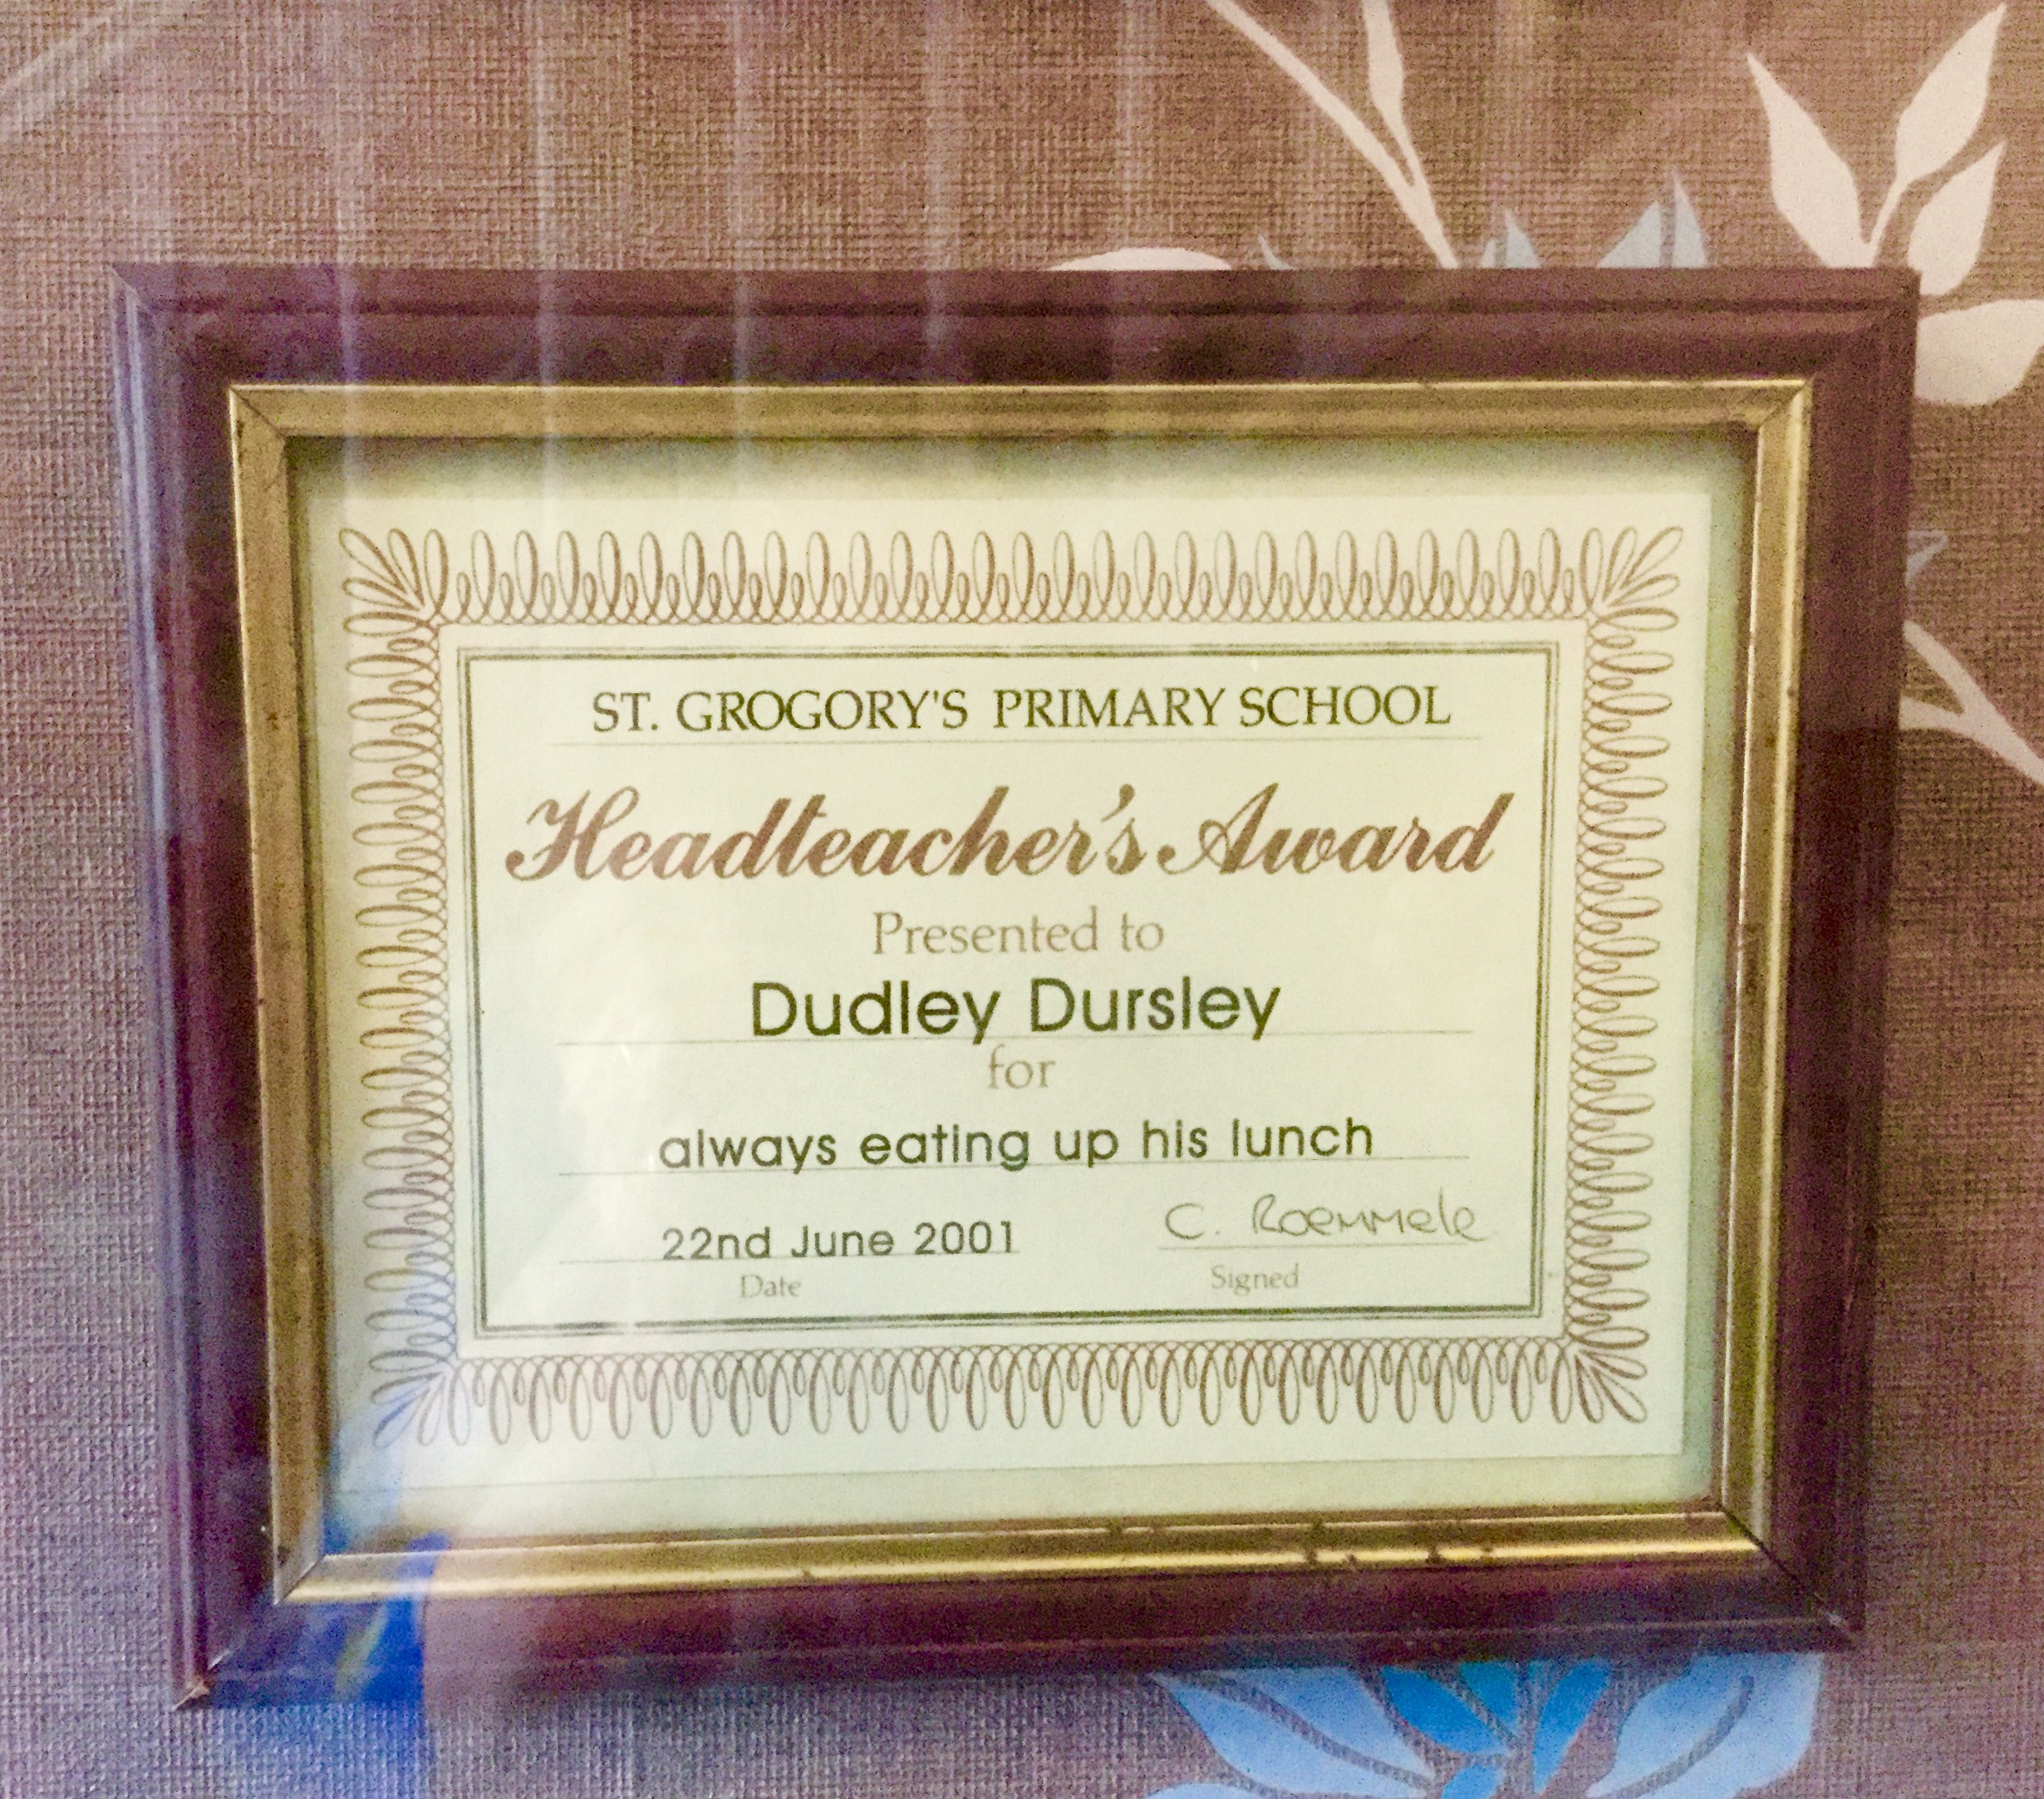 ST. GROGORY'S PRIMARY SCHOOL
Headteacher's Award
Presented to
Dudley Dursley
for
always eating up his lunch
22nd June 2001 C. Roemmele
Date Signed